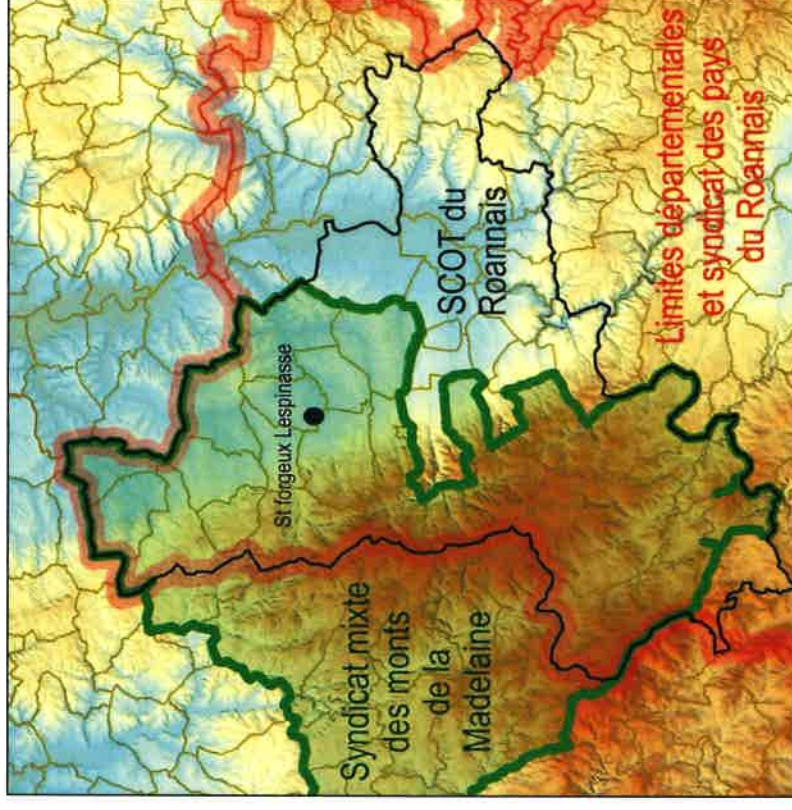 Syndicat mixte
des monts
de la
Madelaine
St forgeux Lespinasse
SCOT du
Roannais
Limites départementales
et syndicat des pays
du Roannais